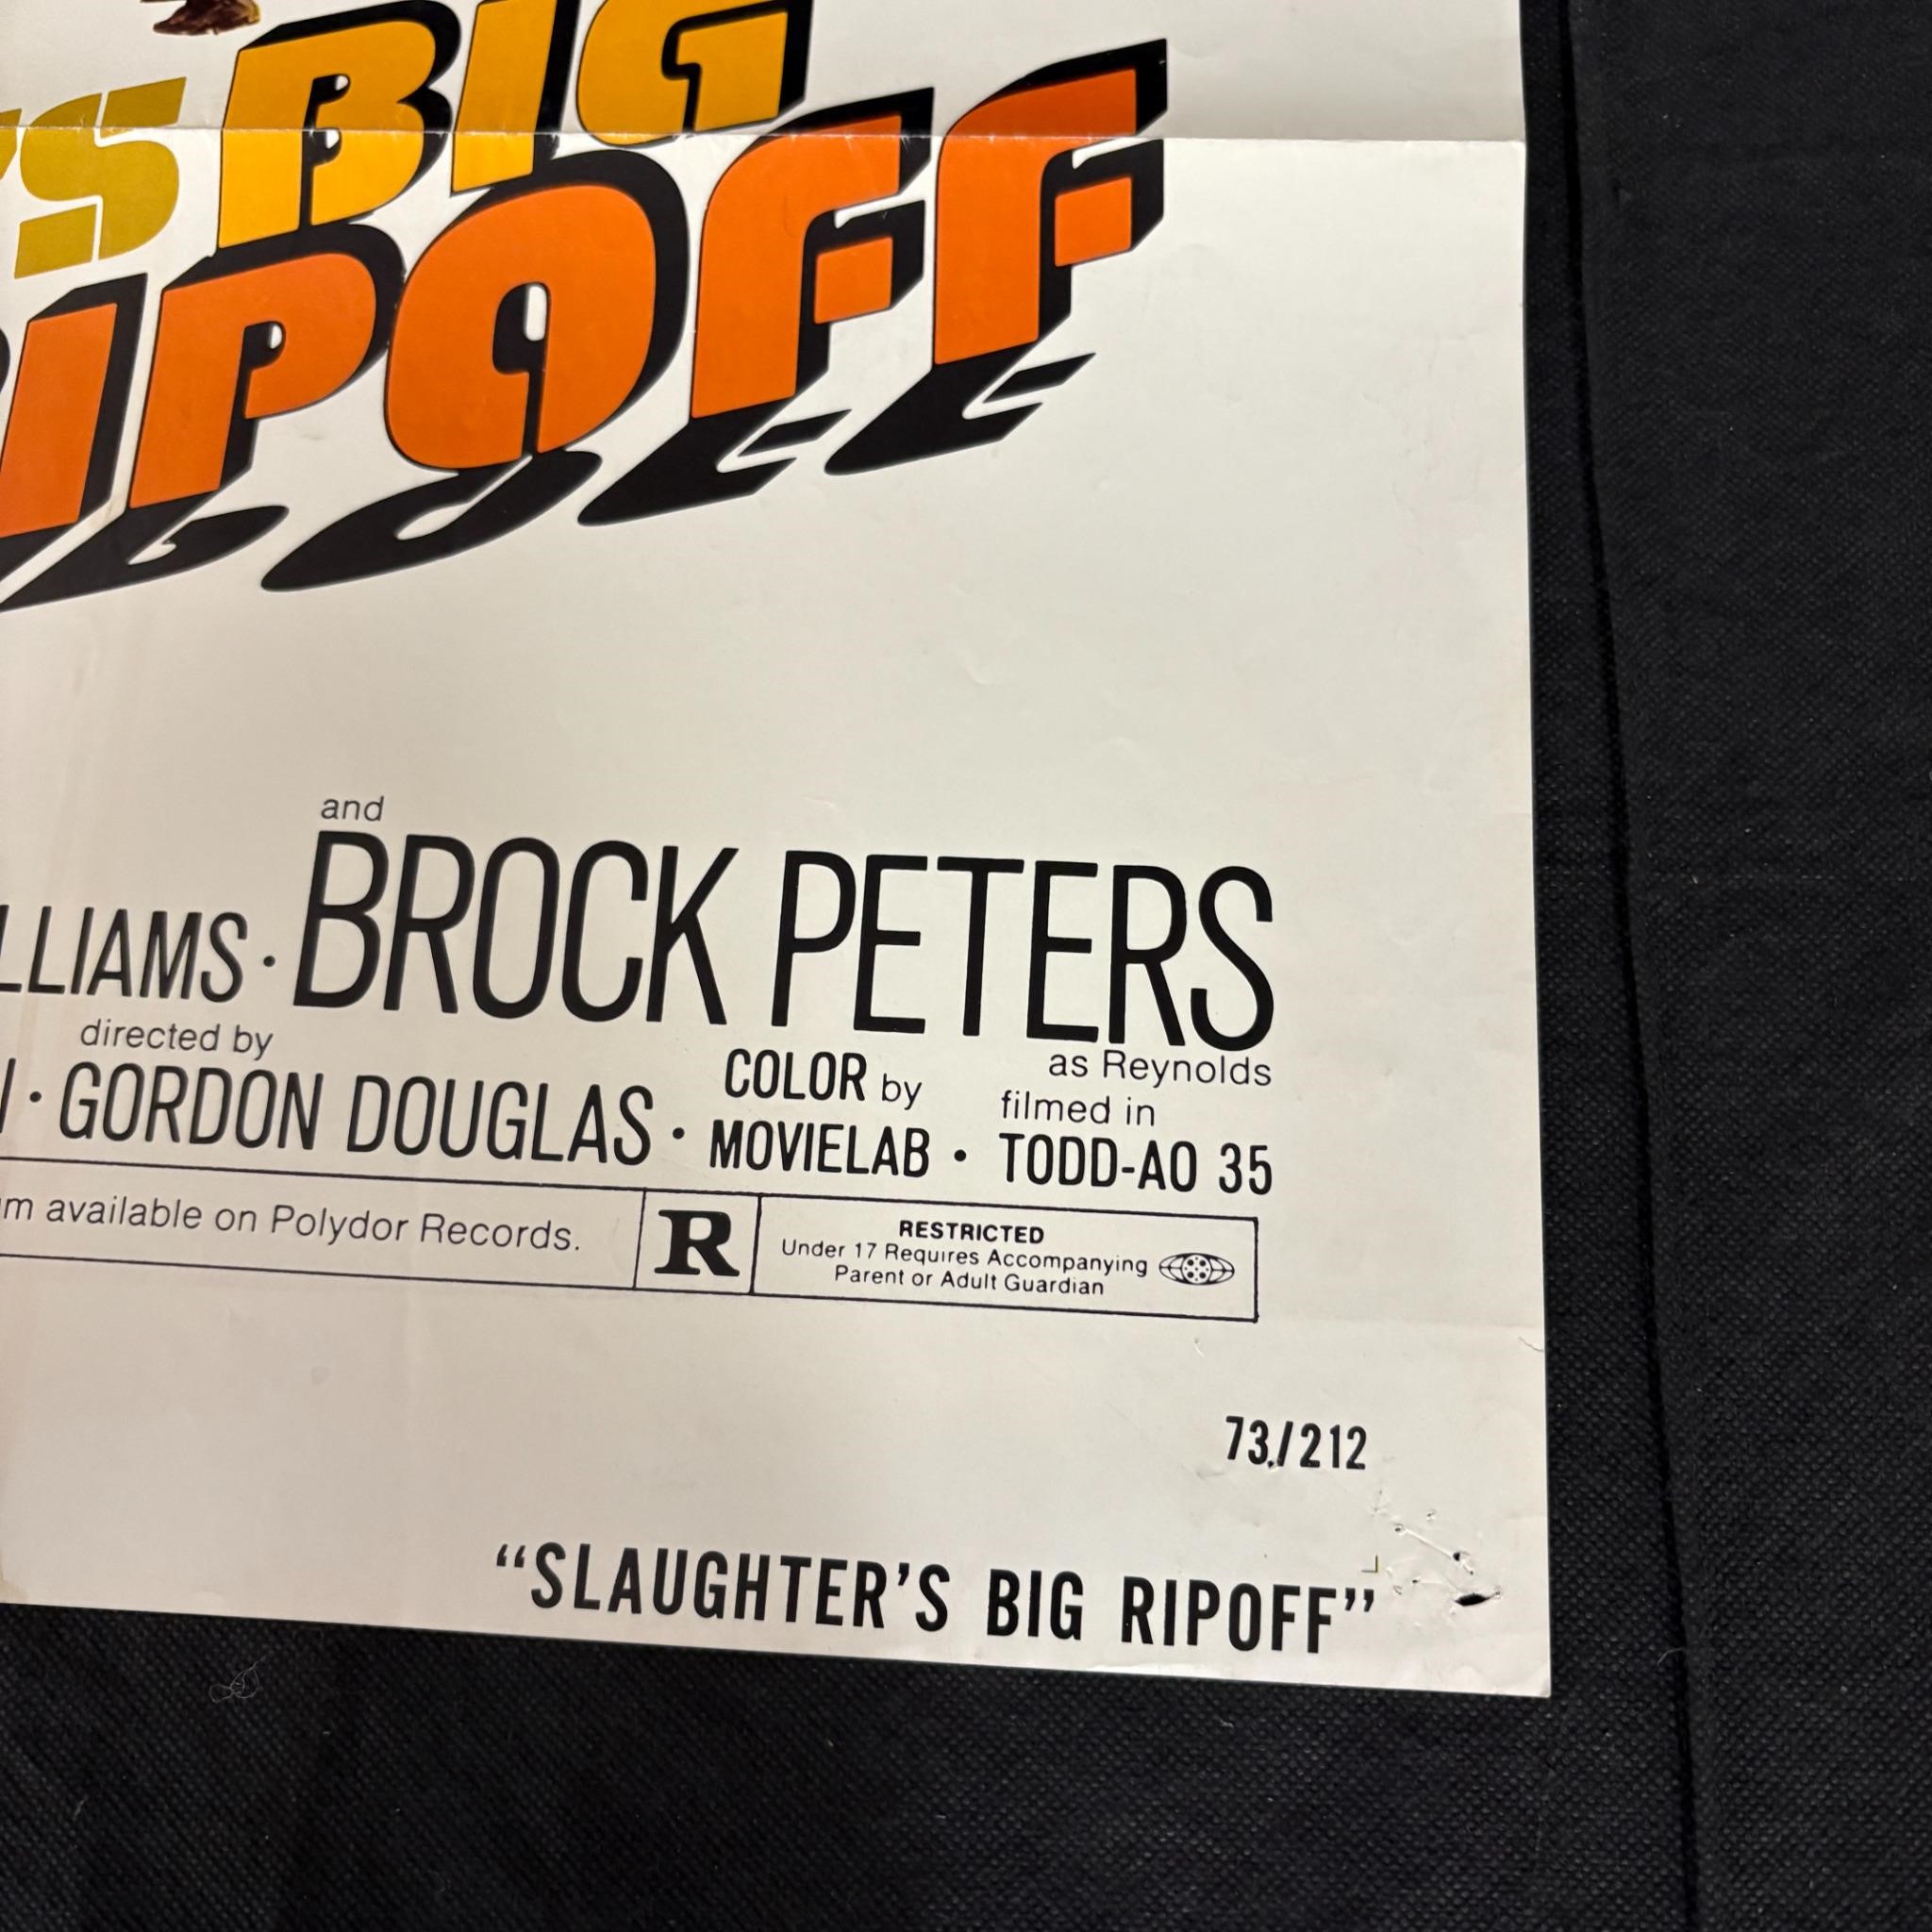 'S BIG
RIPOFF
and
LLIAMS · BROCK PETERS
as Reynolds
directed by
· GORDON DOUGLAS · COLOR by MOVIELAB · filmed in TODD-AO 35
available on Polydor Records.
R
RESTRICTED
Under 17 Requires Accompanying
Parent or Adult Guardian
73/212
“SLAUGHTER’S BIG RIPOFF”